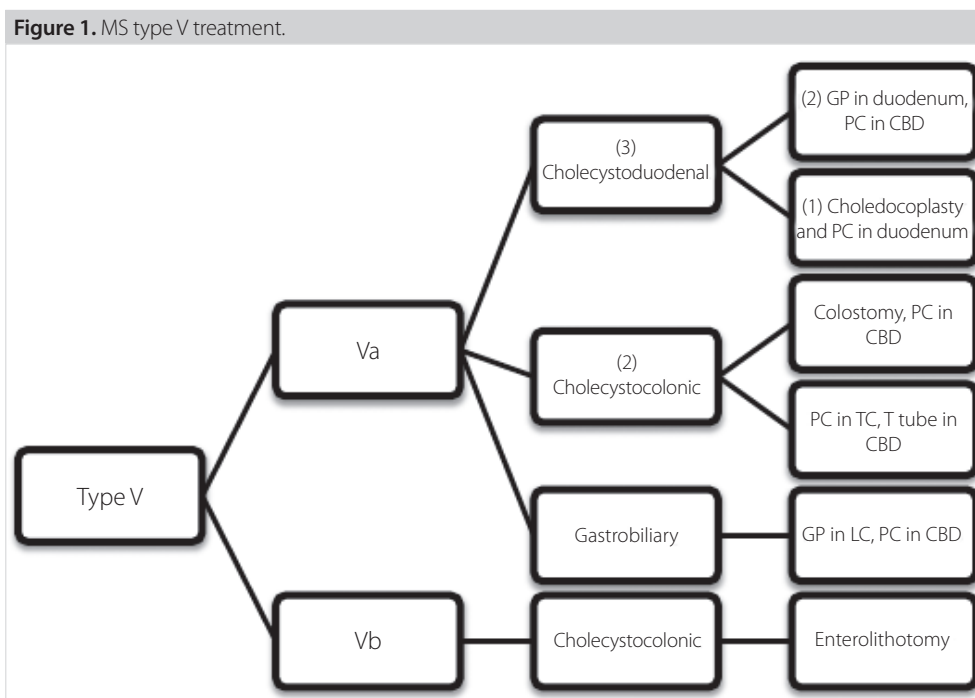 Figure 1. MS type V treatment.
(2) GP in duodenum,
PC in CBD
(3)
Cholecystoduodenal
(1) Choledocoplasty
and PC in duodenum
Va
Colostomy, PC in
CBD
(2)
Cholecystocolonic
PC in TC, T tube in
CBD
Type V
Gastrobiliary
GP in LC, PC in CBD
Vb
Cholecystocolonic
Enterolithotomy